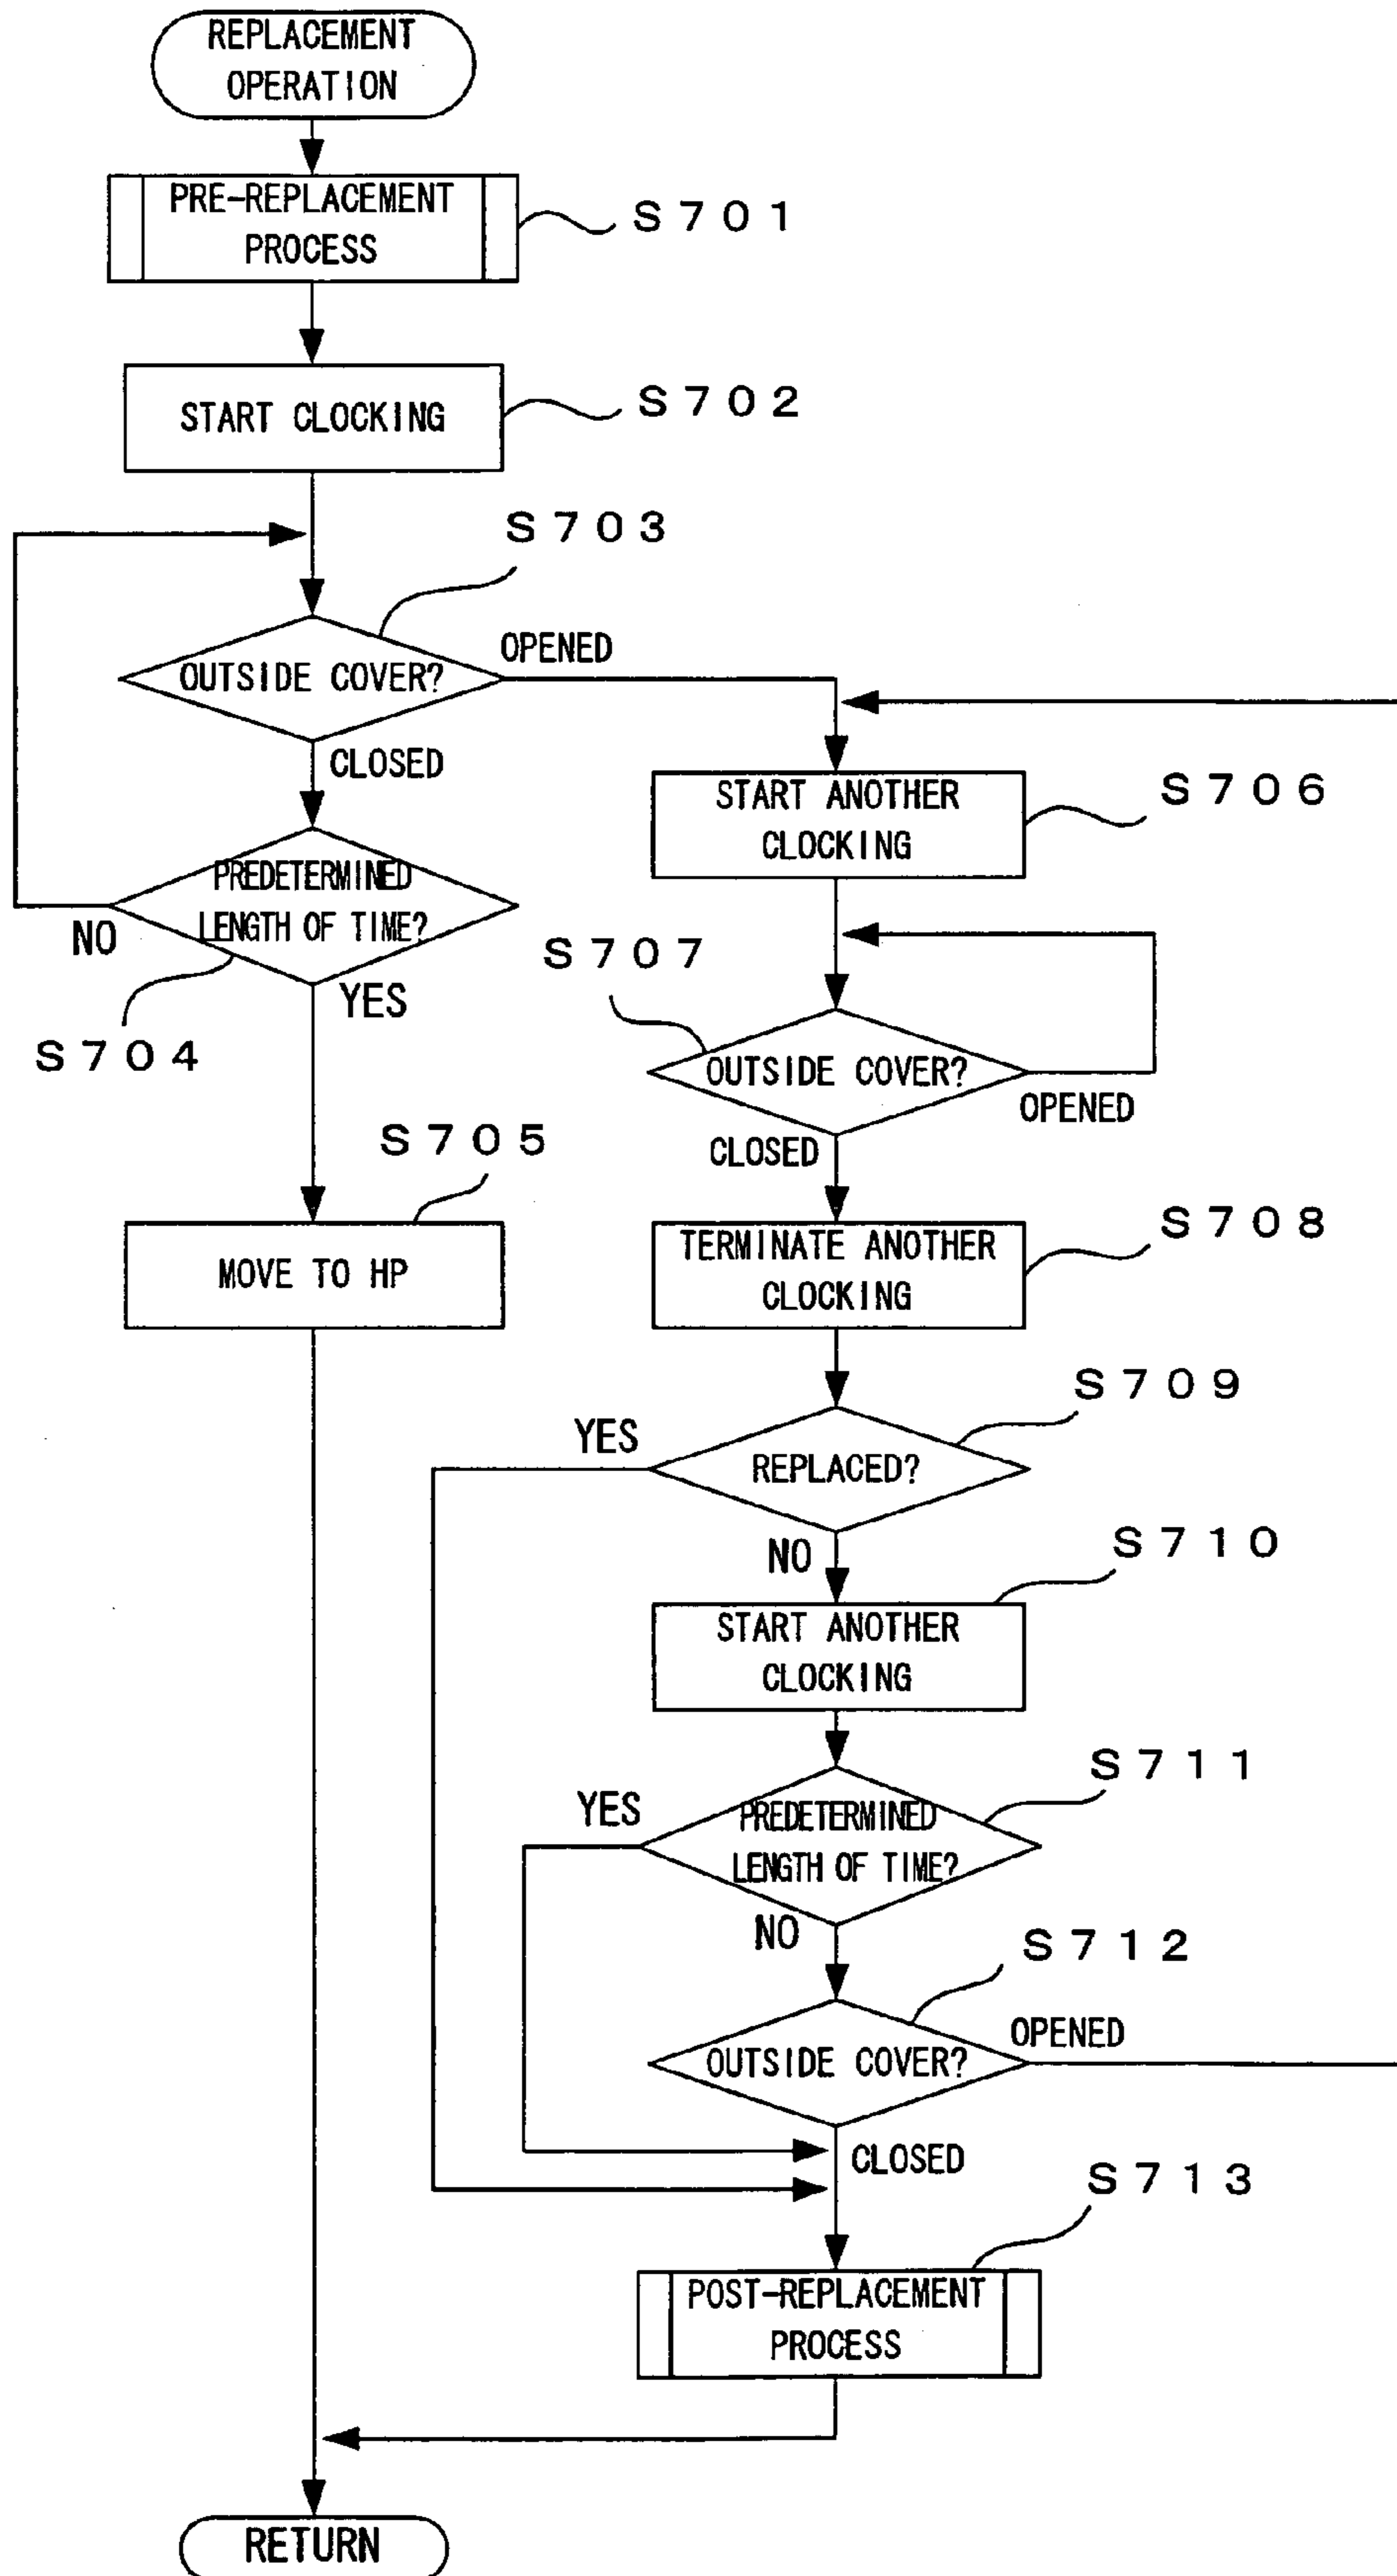 REPLACEMENT
OPERATION
PRE-REPLACEMENT
PROCESS
S701
START CLOCKING
S702
S703
OUTSIDE COVER?
OPENED
CLOSED
PREDETERMINED
LENGTH OF TIME?
NO
YES
S704
S705
MOVE TO HP
START ANOTHER
CLOCKING
S706
S707
OUTSIDE COVER?
OPENED
CLOSED
TERMINATE ANOTHER
CLOCKING
S708
S709
YES
REPLACED?
NO
S710
START ANOTHER
CLOCKING
S711
YES
PREDETERMINED
LENGTH OF TIME?
NO
S712
OUTSIDE COVER?
OPENED
CLOSED
S713
POST-REPLACEMENT
PROCESS
RETURN